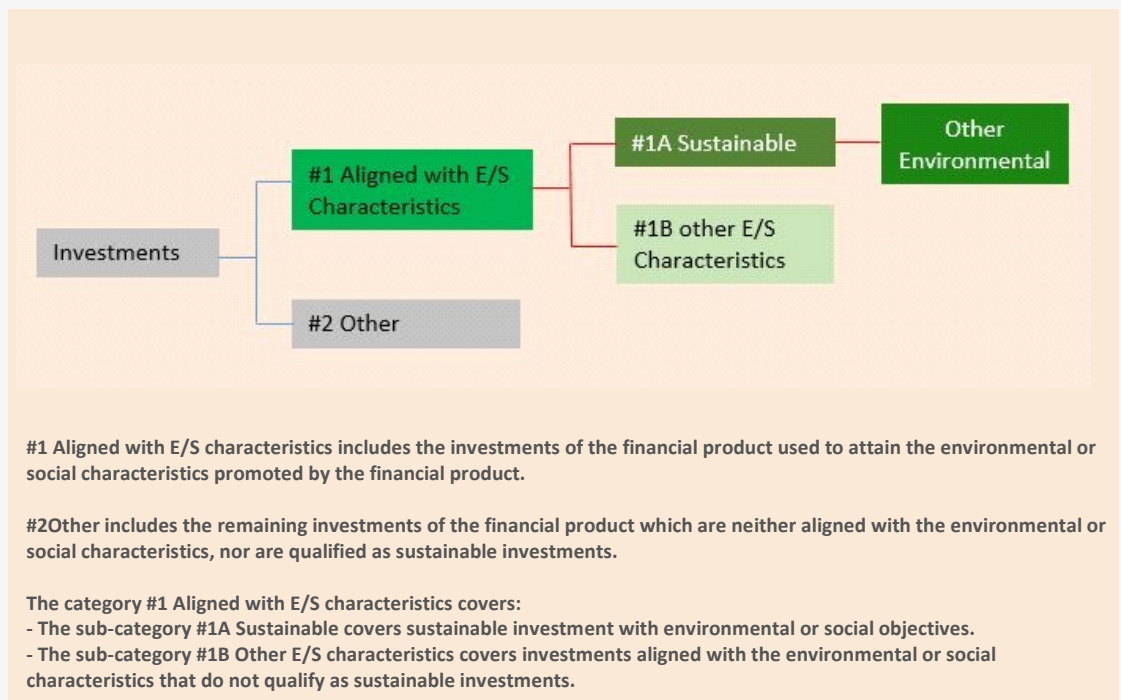 Investments
#1 Aligned with E/S
Characteristics
#2 Other
#1A Sustainable
#1B other E/S
Characteristics
Other
Environmental
#1 Aligned with E/S characteristics includes the investments of the financial product used to attain the environmental or
social characteristics promoted by the financial product.
#2Other includes the remaining investments of the financial product which are neither aligned with the environmental or
social characteristics, nor are qualified as sustainable investments.
The category #1 Aligned with E/S characteristics covers:
- The sub-category #1A Sustainable covers sustainable investment with environmental or social objectives.
- The sub-category #1B Other E/S characteristics covers investments aligned with the environmental or social
characteristics that do not qualify as sustainable investments.